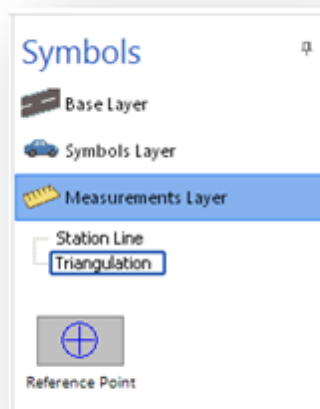 Symbols
Base Layer
Symbols Layer
Measurements Layer
Station Line
Triangulation
Reference Point